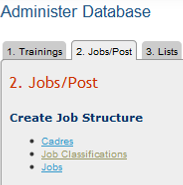 Administer Database
1. Trainings 2. Jobs/Post 3. Lists
2. Jobs/Post
Create Job Structure
Cadres
Job Classifications
Jobs